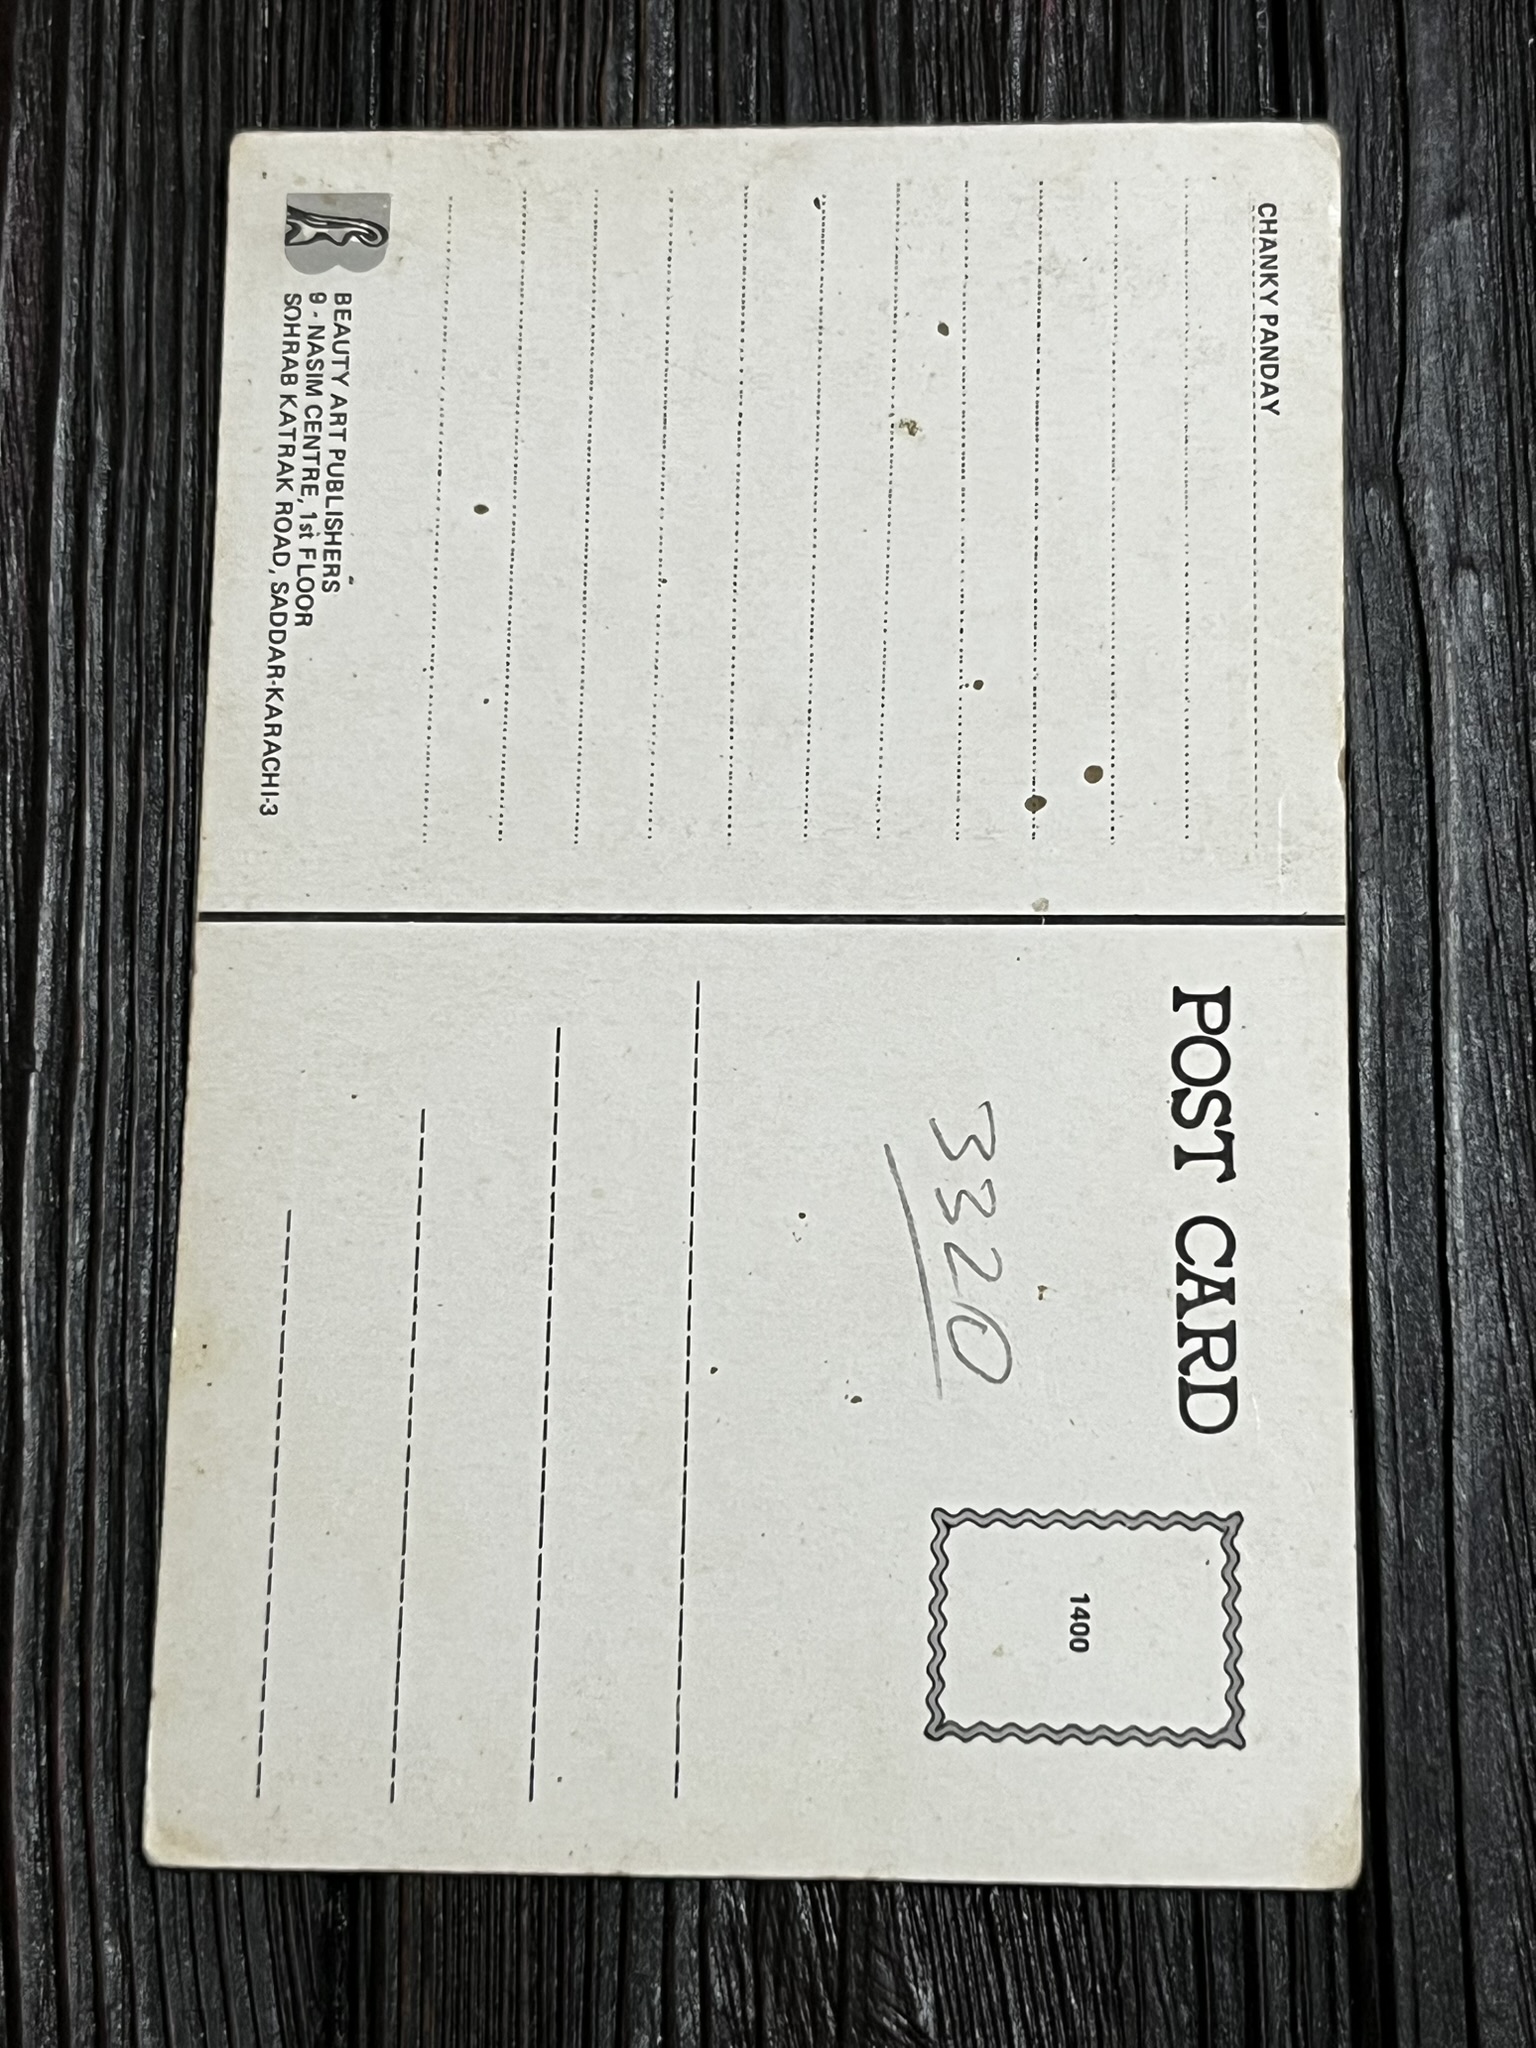 CHANKY PANDAY
BEAUTY ART PUBLISHERS
9 - NASIM CENTRE, 1st FLOOR
SOHRAB KATRAK ROAD, SADDAR-KARACHI-3
POST CARD
1400
3320